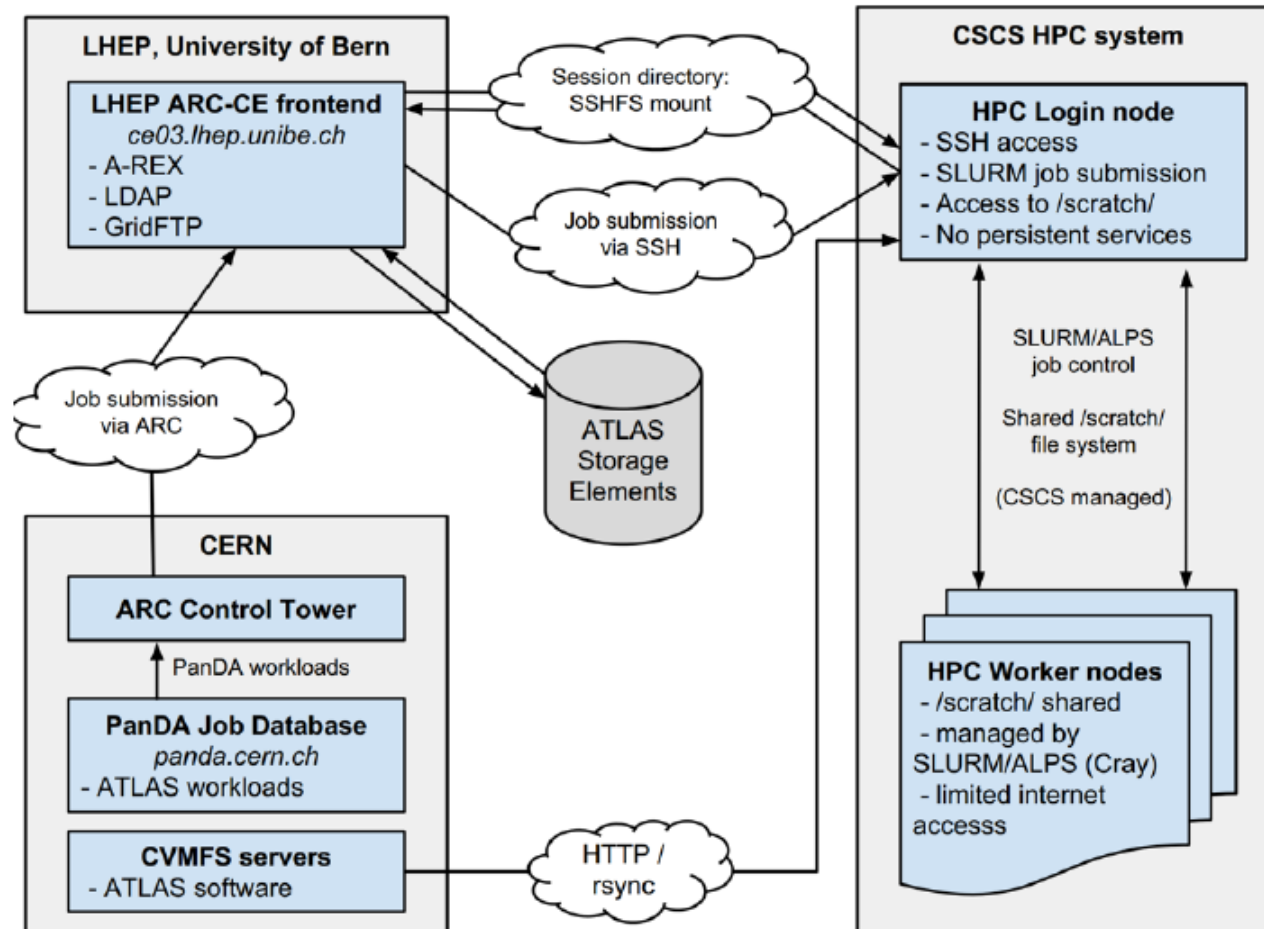 LHEP, University of Bern
LHEP ARC-CE frontend
ce03.lhep.unibe.ch
- A-REX
- LDAP
- GridFTP
Session directory:
SSHFS mount
Job submission
via SSH
CSCS HPC system
HPC Login node
- SSH access
- SLURM job submission
- Access to /scratch/
- No persistent services
SLURM/ALPS
job control
Shared /scratch/
file system
(CSCS managed)
Job submission
via ARC
ATLAS
Storage
Elements
CERN
ARC Control Tower
PanDA workloads
PanDA Job Database
panda.cern.ch
- ATLAS workloads
CVMFS servers
- ATLAS software
HTTP /
rsync
HPC Worker nodes
- /scratch/ shared
- managed by
SLURM/ALPS (Cray)
- limited internet
accesss